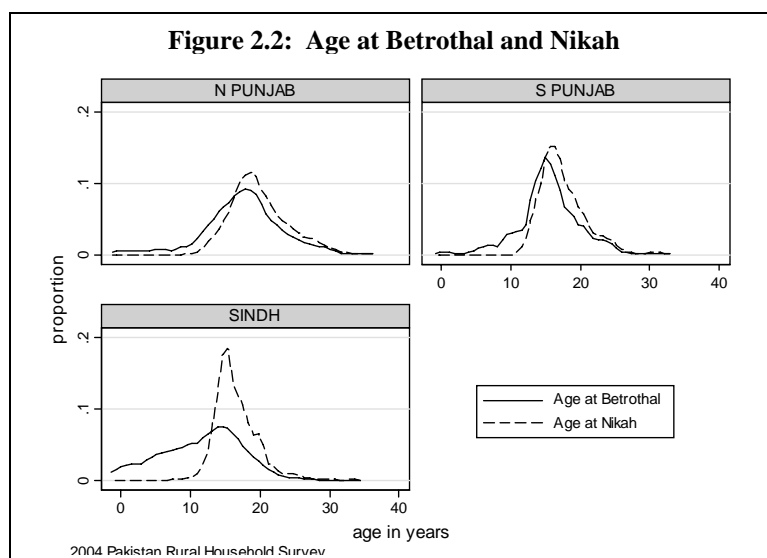 Figure 2.2: Age at Betrothal and Nikah
N PUNJAB
S PUNJAB
.2
.1
0
0 10 20 30 40
SINDH
.2
.1
0
0 10 20 30 40
proportion
Age at Betrothal
Age at Nikah
age in years
2004 Pakistan Rural Household Survey